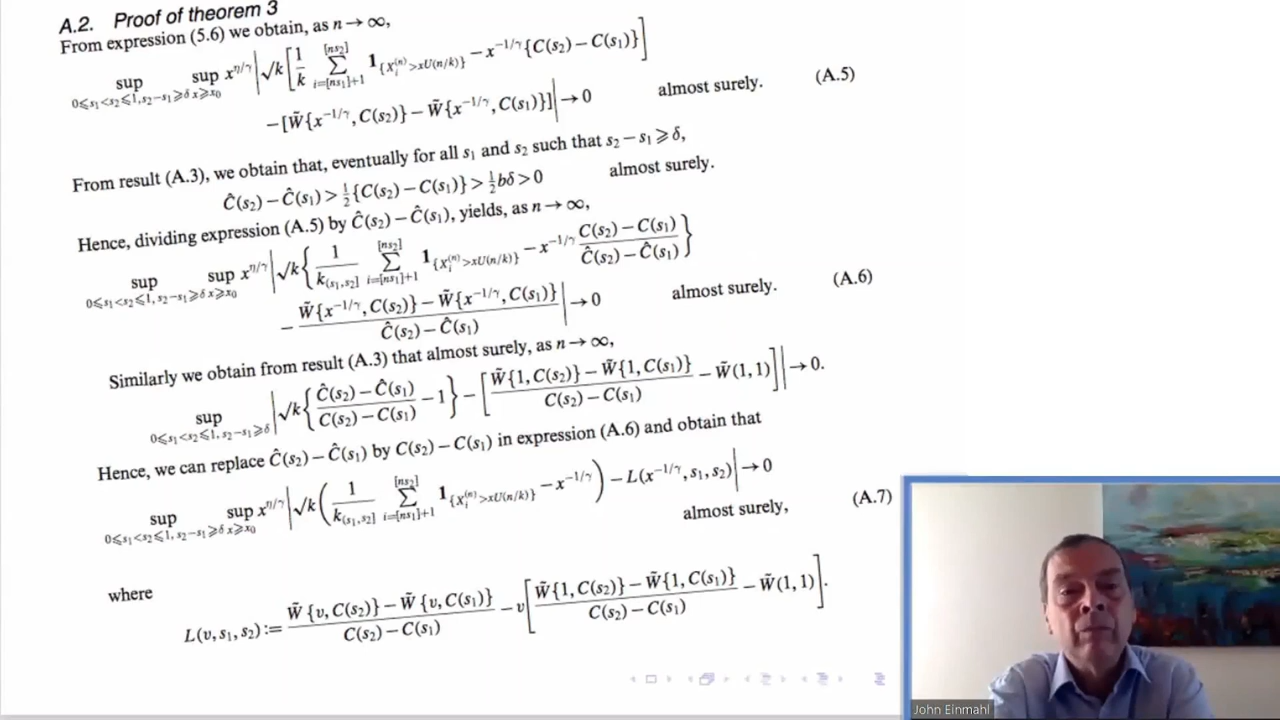 A.2. Proof of theorem 3
From expression (5.6) we obtain, as n → ∞,
sup_{0⩽s₁<s₂⩽1, s₂−s₁⩾δ} sup_{x⩾x₀} x^{η/γ} | √k [ (1/k) ∑_{i=[ns₁]+1}^{[ns₂]} 1_{{X_i^{(n)}>xU(n/k)}} − x^{−1/γ}{C(s₂)−C(s₁)} ]
−[W̃{x^{−1/γ}, C(s₂)} − W̃{x^{−1/γ}, C(s₁)}] | → 0 almost surely. (A.5)
From result (A.3), we obtain that, eventually for all s₁ and s₂ such that s₂ − s₁ ⩾ δ,
Ĉ(s₂) − Ĉ(s₁) > ½{C(s₂) − C(s₁)} > ½bδ > 0 almost surely.
Hence, dividing expression (A.5) by Ĉ(s₂) − Ĉ(s₁), yields, as n → ∞,
sup_{0⩽s₁<s₂⩽1, s₂−s₁⩾δ} sup_{x⩾x₀} x^{η/γ} | √k { (1/k_{(s₁,s₂]}) ∑_{i=[ns₁]+1}^{[ns₂]} 1_{{X_i^{(n)}>xU(n/k)}} − x^{−1/γ} (C(s₂)−C(s₁))/(Ĉ(s₂)−Ĉ(s₁)) }
− (W̃{x^{−1/γ}, C(s₂)} − W̃{x^{−1/γ}, C(s₁)})/(Ĉ(s₂) − Ĉ(s₁)) | → 0 almost surely. (A.6)
Similarly we obtain from result (A.3) that almost surely, as n → ∞,
sup_{0⩽s₁<s₂⩽1, s₂−s₁⩾δ} | √k { (Ĉ(s₂)−Ĉ(s₁))/(C(s₂)−C(s₁)) − 1 } − [ (W̃{1, C(s₂)} − W̃{1, C(s₁)})/(C(s₂) − C(s₁)) − W̃(1, 1) ] | → 0.
Hence, we can replace Ĉ(s₂) − Ĉ(s₁) by C(s₂) − C(s₁) in expression (A.6) and obtain that
sup_{0⩽s₁<s₂⩽1, s₂−s₁⩾δ} sup_{x⩾x₀} x^{η/γ} | √k ( (1/k_{(s₁,s₂]}) ∑_{i=[ns₁]+1}^{[ns₂]} 1_{{X_i^{(n)}>xU(n/k)}} − x^{−1/γ} ) − L(x^{−1/γ}, s₁, s₂) | → 0
almost surely, (A.7)
where
L(v, s₁, s₂) := (W̃{v, C(s₂)} − W̃{v, C(s₁)})/(C(s₂) − C(s₁)) − v [ (W̃{1, C(s₂)} − W̃{1, C(s₁)})/(C(s₂) − C(s₁)) − W̃(1, 1) ].
John Einmahl